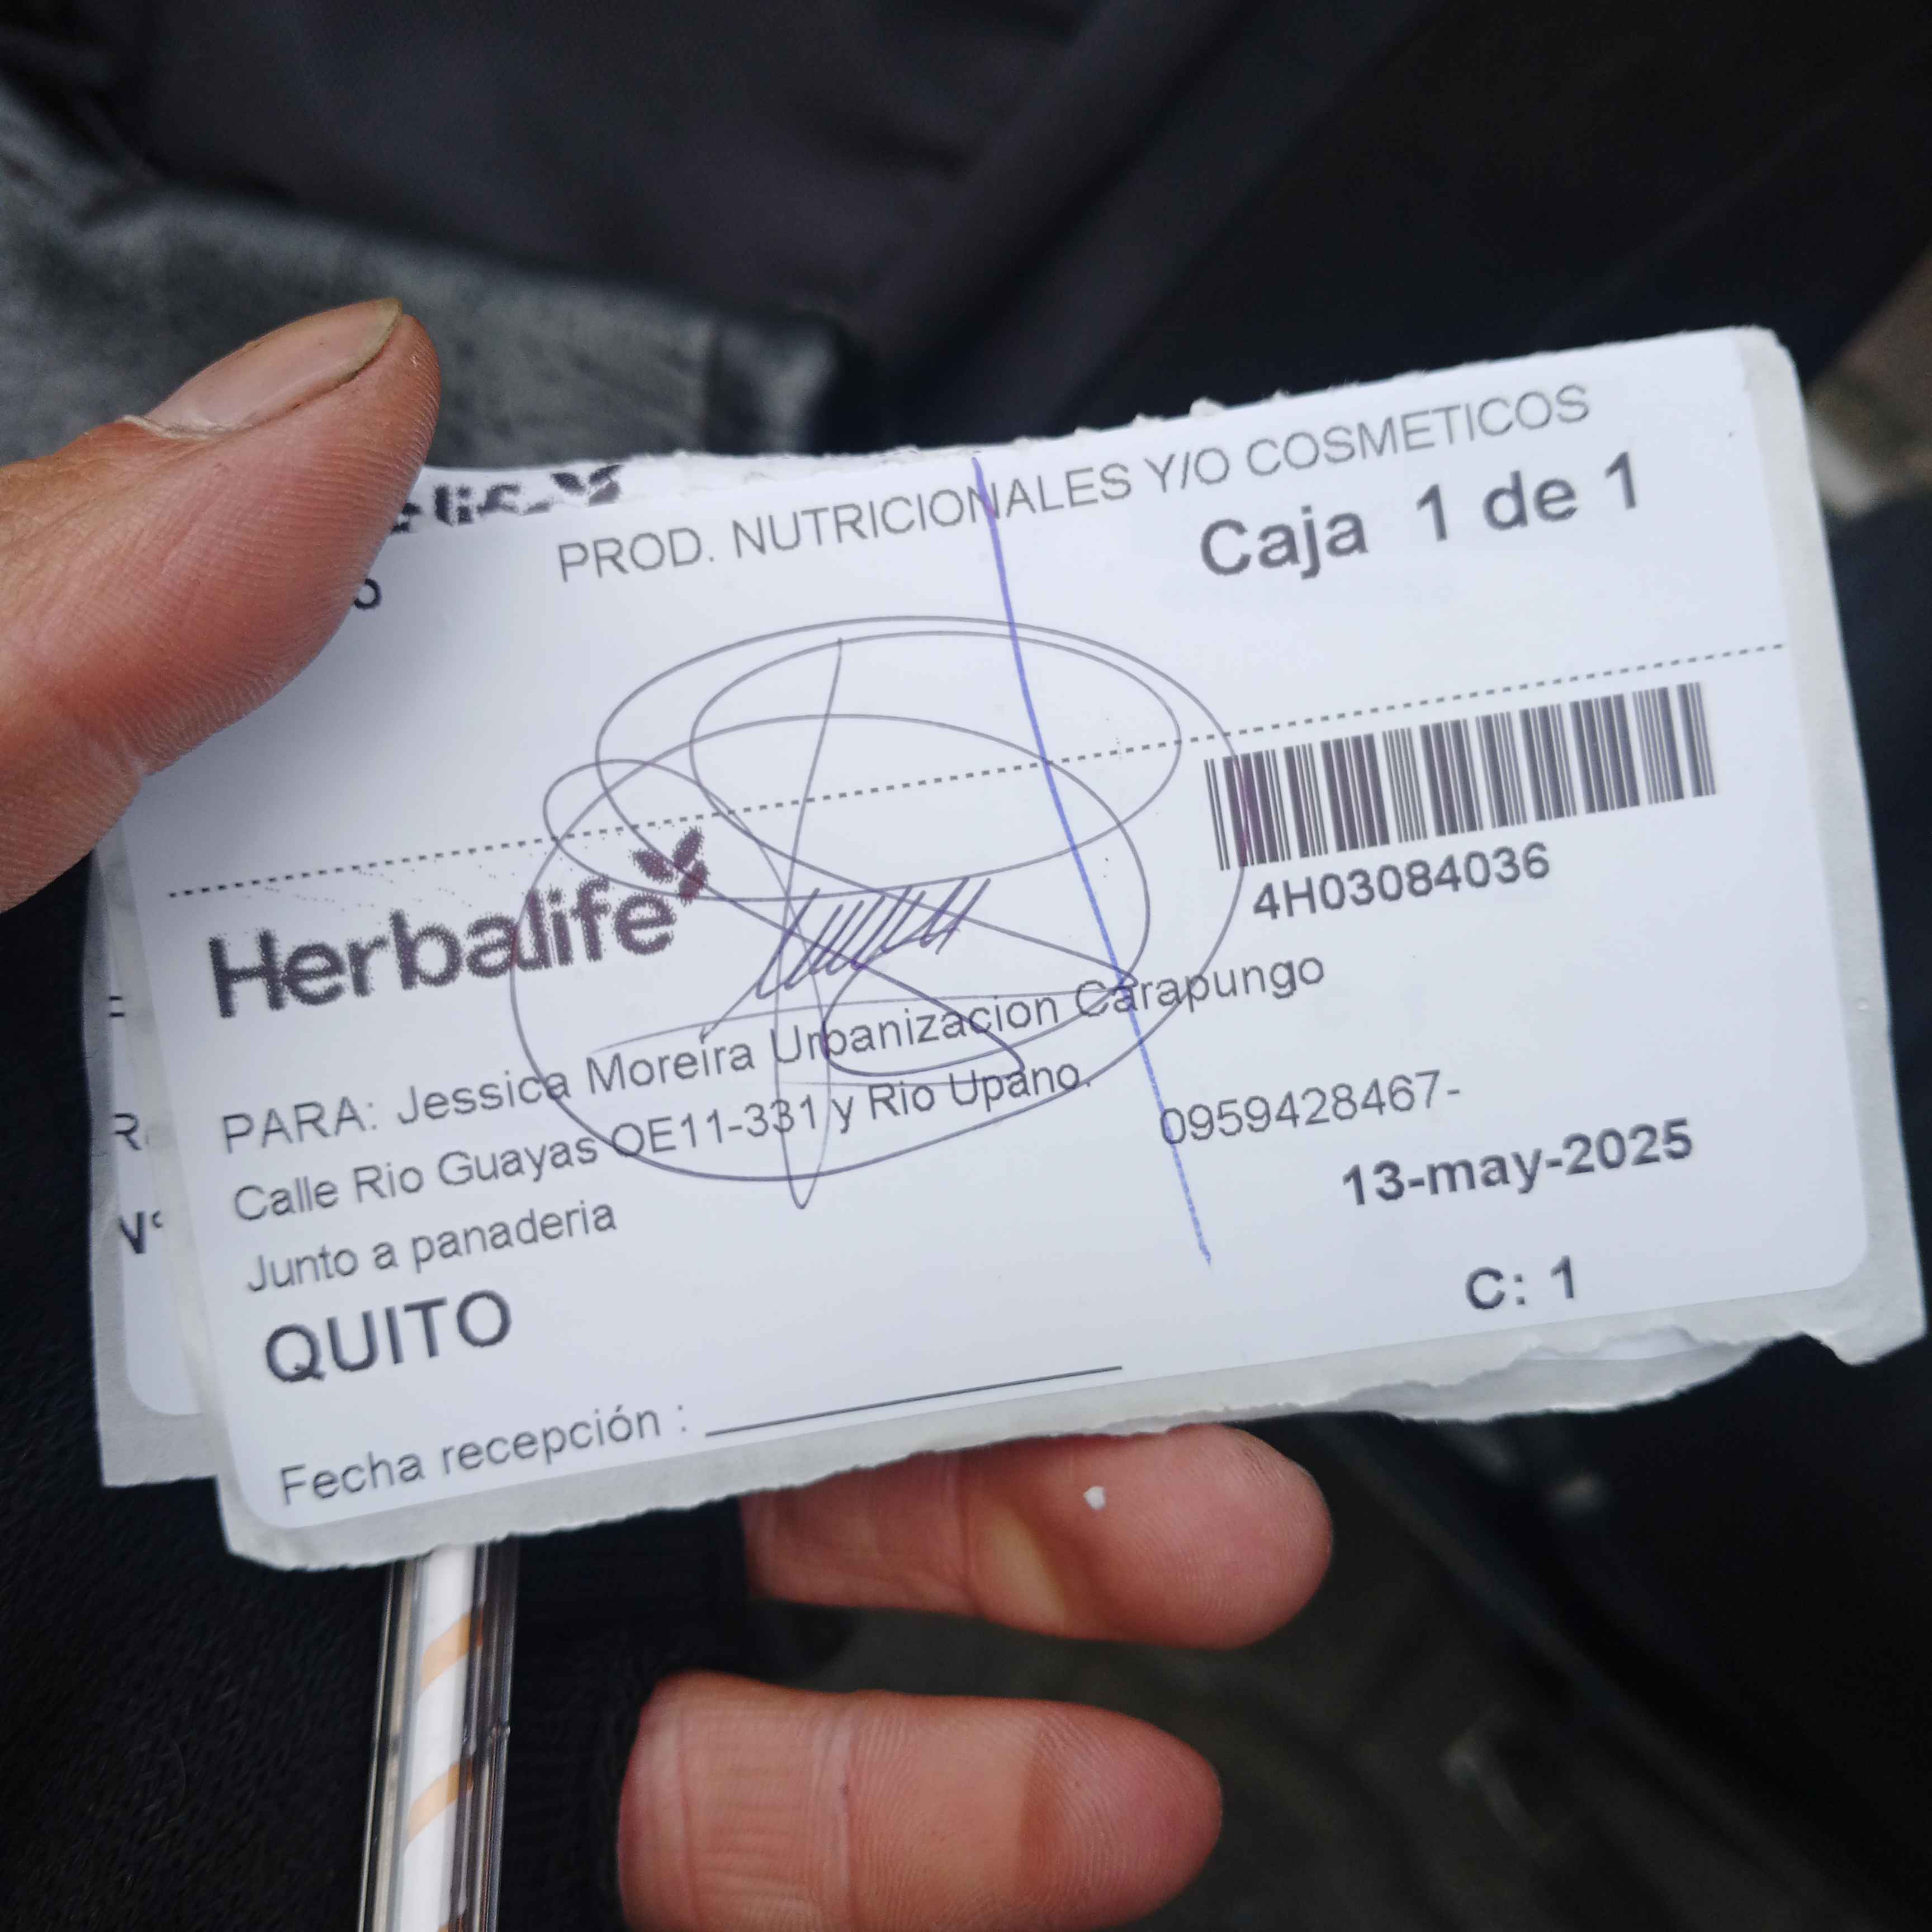 PROD. NUTRICIONALES Y/O COSMETICOS
Caja 1 de 1
Herbalife
4H03084036
PARA: Jessica Moreira Urbanizacion Carapungo
Calle Rio Guayas OE11-331 y Rio Upano.
Junto a panaderia
0959428467-
13-may-2025
QUITO
C: 1
Fecha recepción :